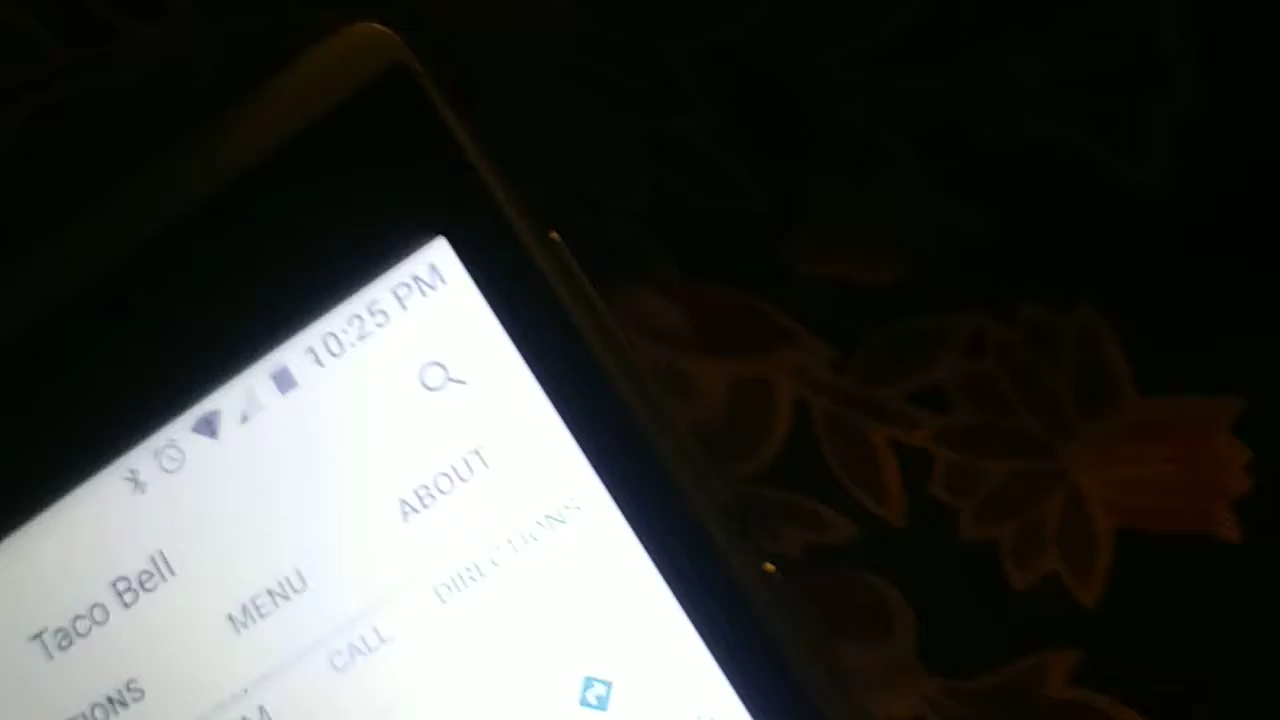 10:25 PM
Taco Bell
MENU
ABOUT
CALL
DIRECTIONS